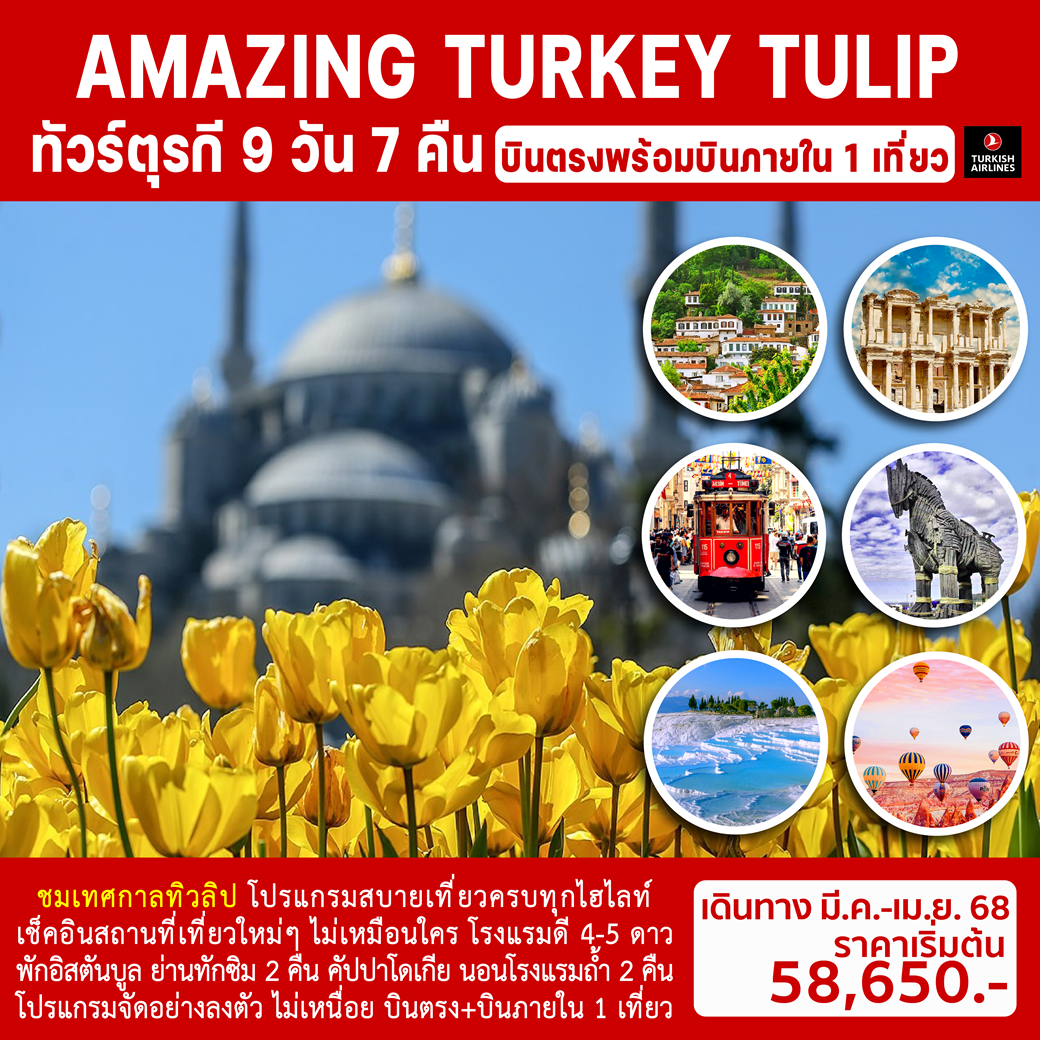 AMAZING TURKEY TULIP
ทัวร์ตุรกี 9 วัน 7 คืน บินตรงพร้อมบินภายใน 1 เที่ยว
TURKISH
AIRLINES
ชมเทศกาลทิวลิป โปรแกรมสบายเที่ยวครบทุกไฮไลท์
เช็คอินสถานที่เที่ยวใหม่ๆ ไม่เหมือนใคร โรงแรมดี 4-5 ดาว
พักอิสตันบูล ย่านทักซิม 2 คืน คัปปาโดเกีย นอนโรงแรมถ้ำ 2 คืน
โปรแกรมจัดอย่างลงตัว ไม่เหนื่อย บินตรง+บินภายใน 1 เที่ยว
เดินทาง มี.ค.-เม.ย. 68
ราคาเริ่มต้น
58,650.-